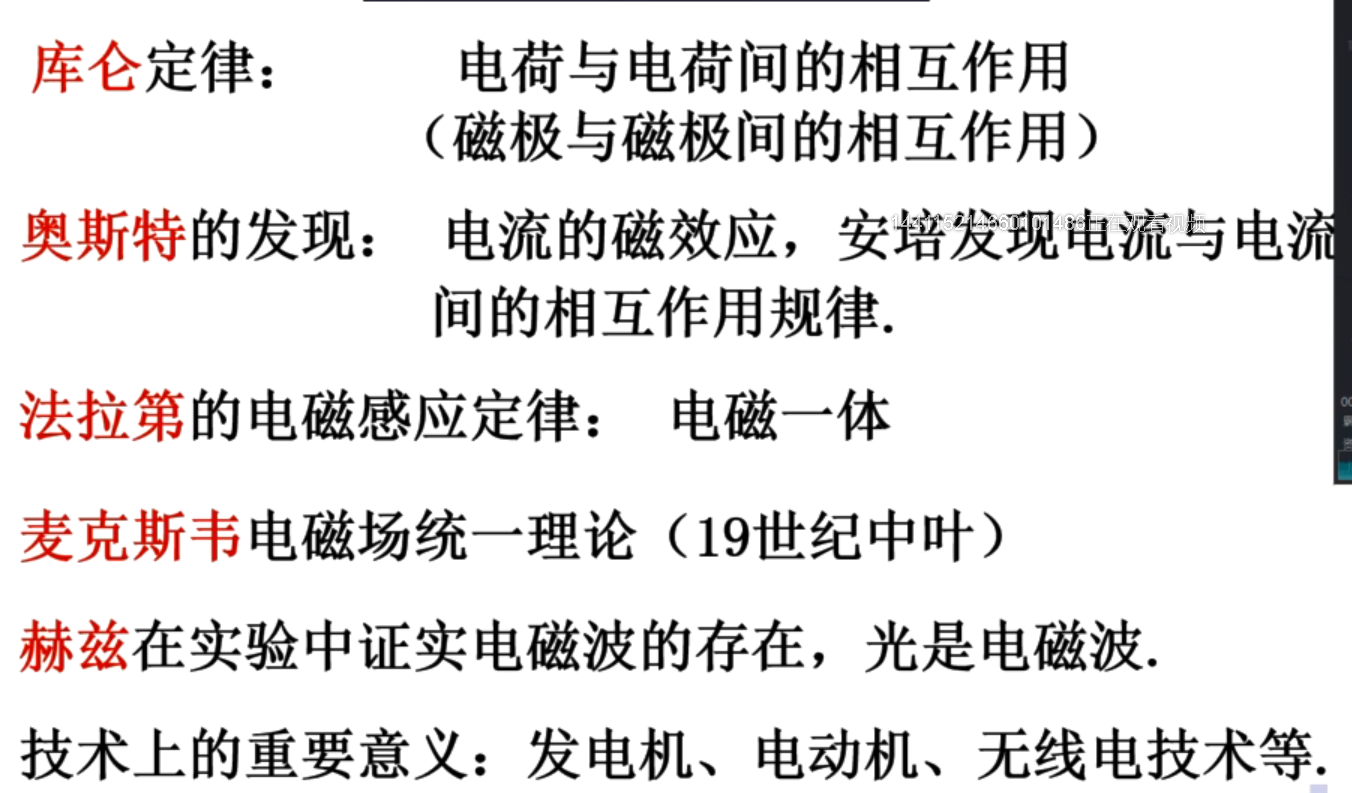 库仑定律： 电荷与电荷间的相互作用
（磁极与磁极间的相互作用）
奥斯特的发现： 电流的磁效应，安培发现电流与电流
间的相互作用规律.
法拉第的电磁感应定律： 电磁一体
麦克斯韦电磁场统一理论（19世纪中叶）
赫兹在实验中证实电磁波的存在，光是电磁波.
技术上的重要意义：发电机、电动机、无线电技术等.